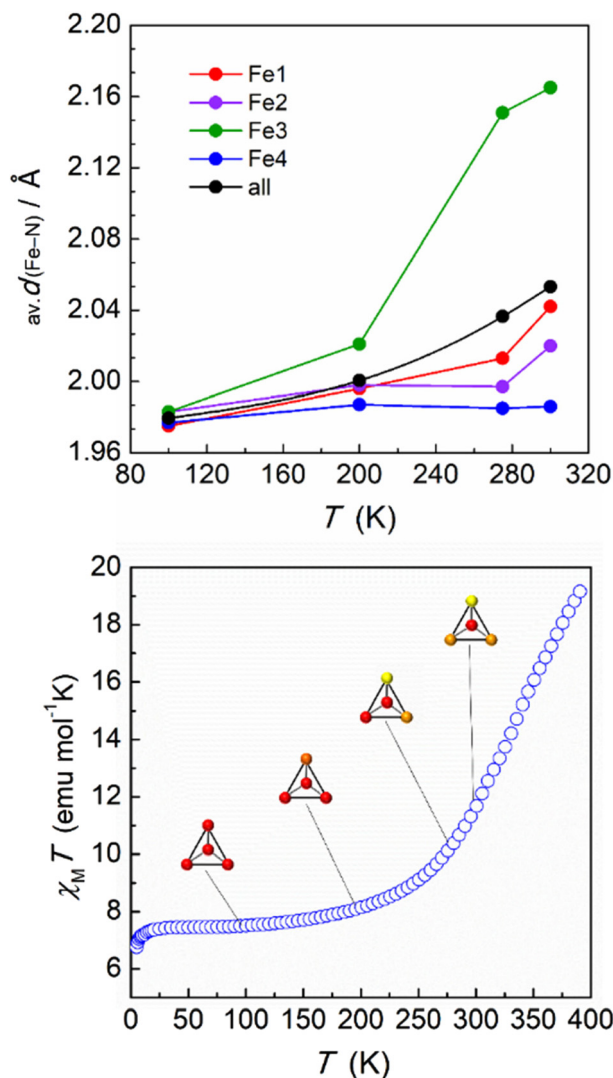 2.20
2.16
2.12
2.08
2.04
2.00
1.96
av.d(Fe–N) / Å
Fe1
Fe2
Fe3
Fe4
all
80 120 160 200 240 280 320
T (K)
20
18
16
14
12
10
8
6
χMT (emu mol⁻¹K)
0 50 100 150 200 250 300 350 400
T (K)